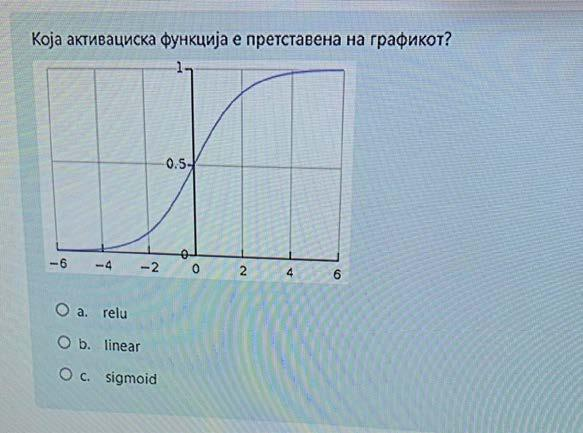 Која активациска функција е претставена на графикот?
1
0.5
0
-6 -4 -2 0 2 4 6
a. relu
b. linear
c. sigmoid